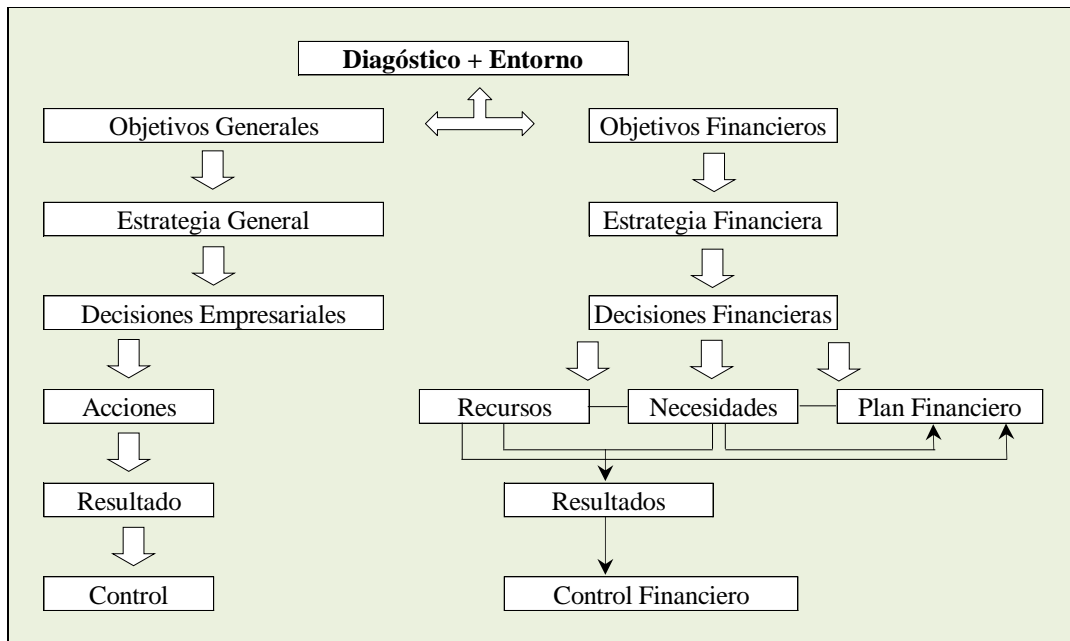 Diagóstico + Entorno
Objetivos Generales
Objetivos Financieros
Estrategia General
Estrategia Financiera
Decisiones Empresariales
Decisiones Financieras
Acciones
Recursos
Necesidades
Plan Financiero
Resultado
Resultados
Control
Control Financiero